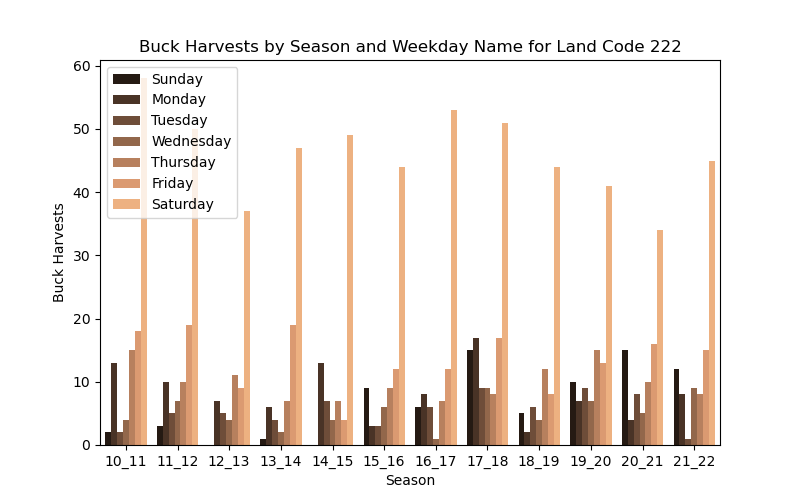 Buck Harvests by Season and Weekday Name for Land Code 222
Buck Harvests
60
50
40
30
20
10
0
Sunday
Monday
Tuesday
Wednesday
Thursday
Friday
Saturday
10_11 11_12 12_13 13_14 14_15 15_16 16_17 17_18 18_19 19_20 20_21 21_22
Season